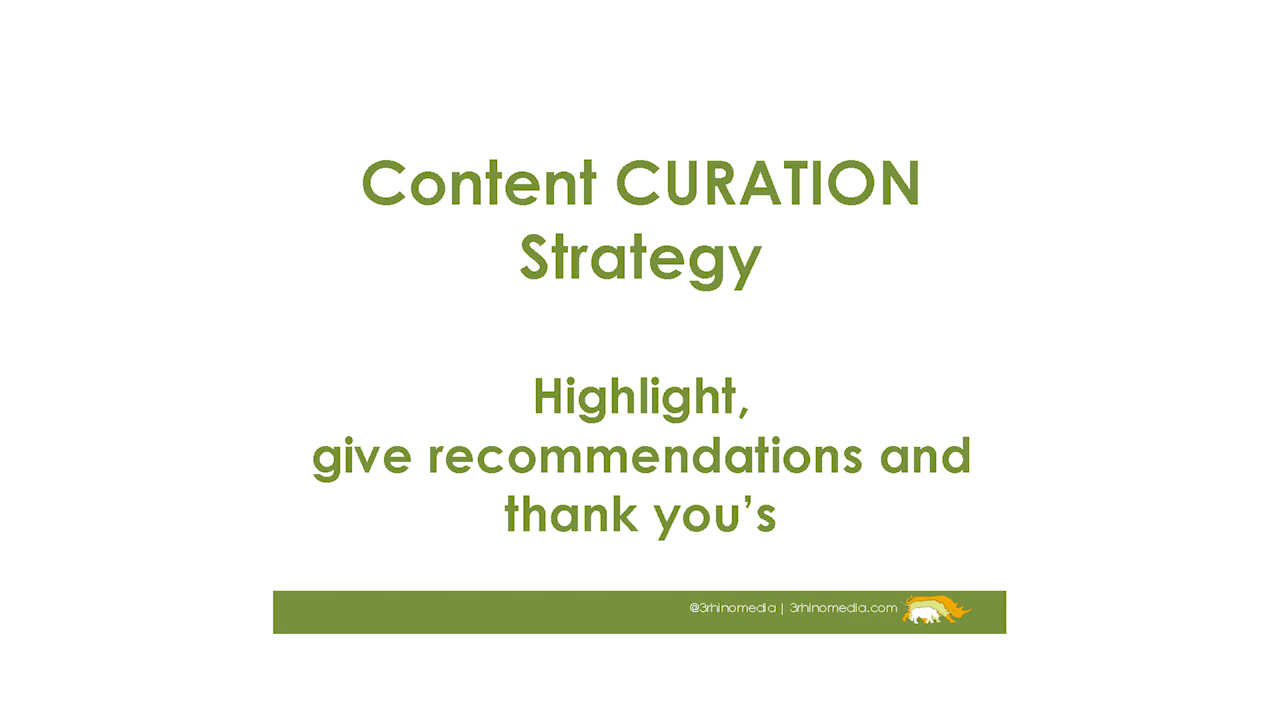 Content CURATION
Strategy
Highlight,
give recommendations and
thank you’s
@3rhinomedia | 3rhinomedia.com